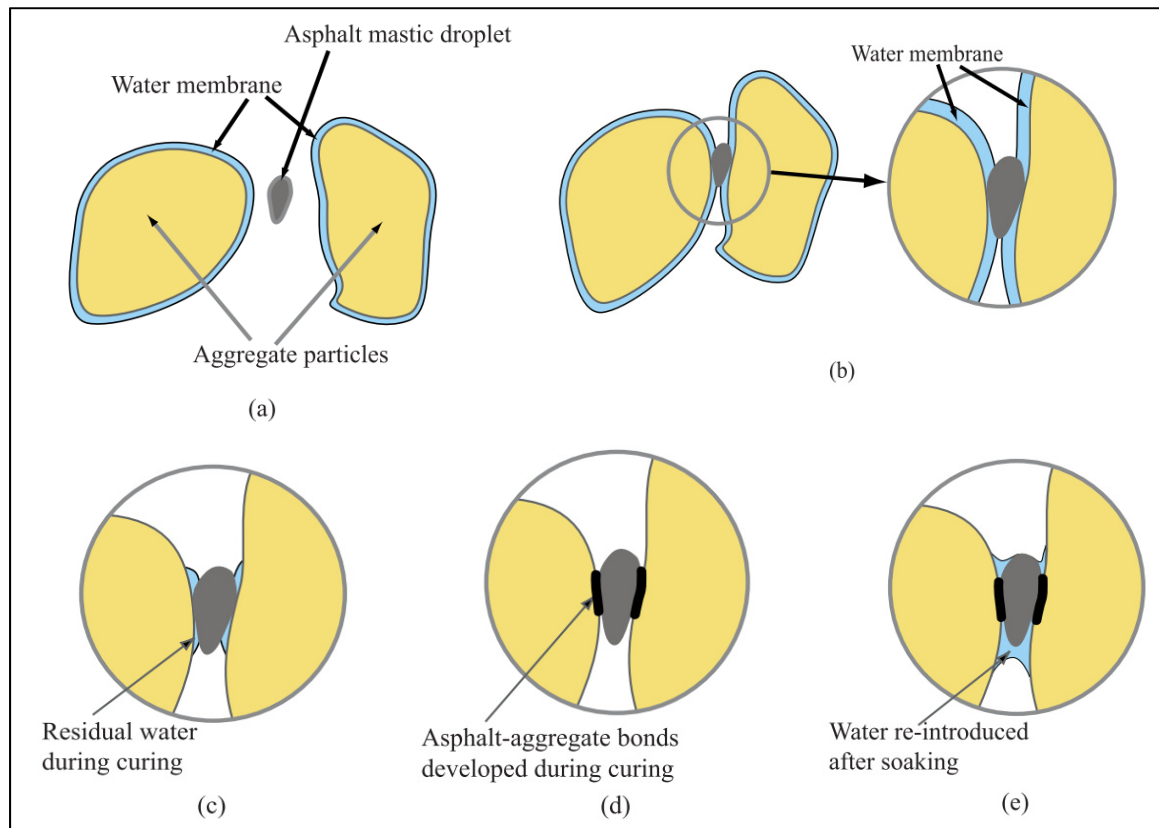 Asphalt mastic droplet
Water membrane
Aggregate particles
(a)
Water membrane
(b)
Residual water
during curing
(c)
Asphalt-aggregate bonds
developed during curing
(d)
Water re-introduced
after soaking
(e)